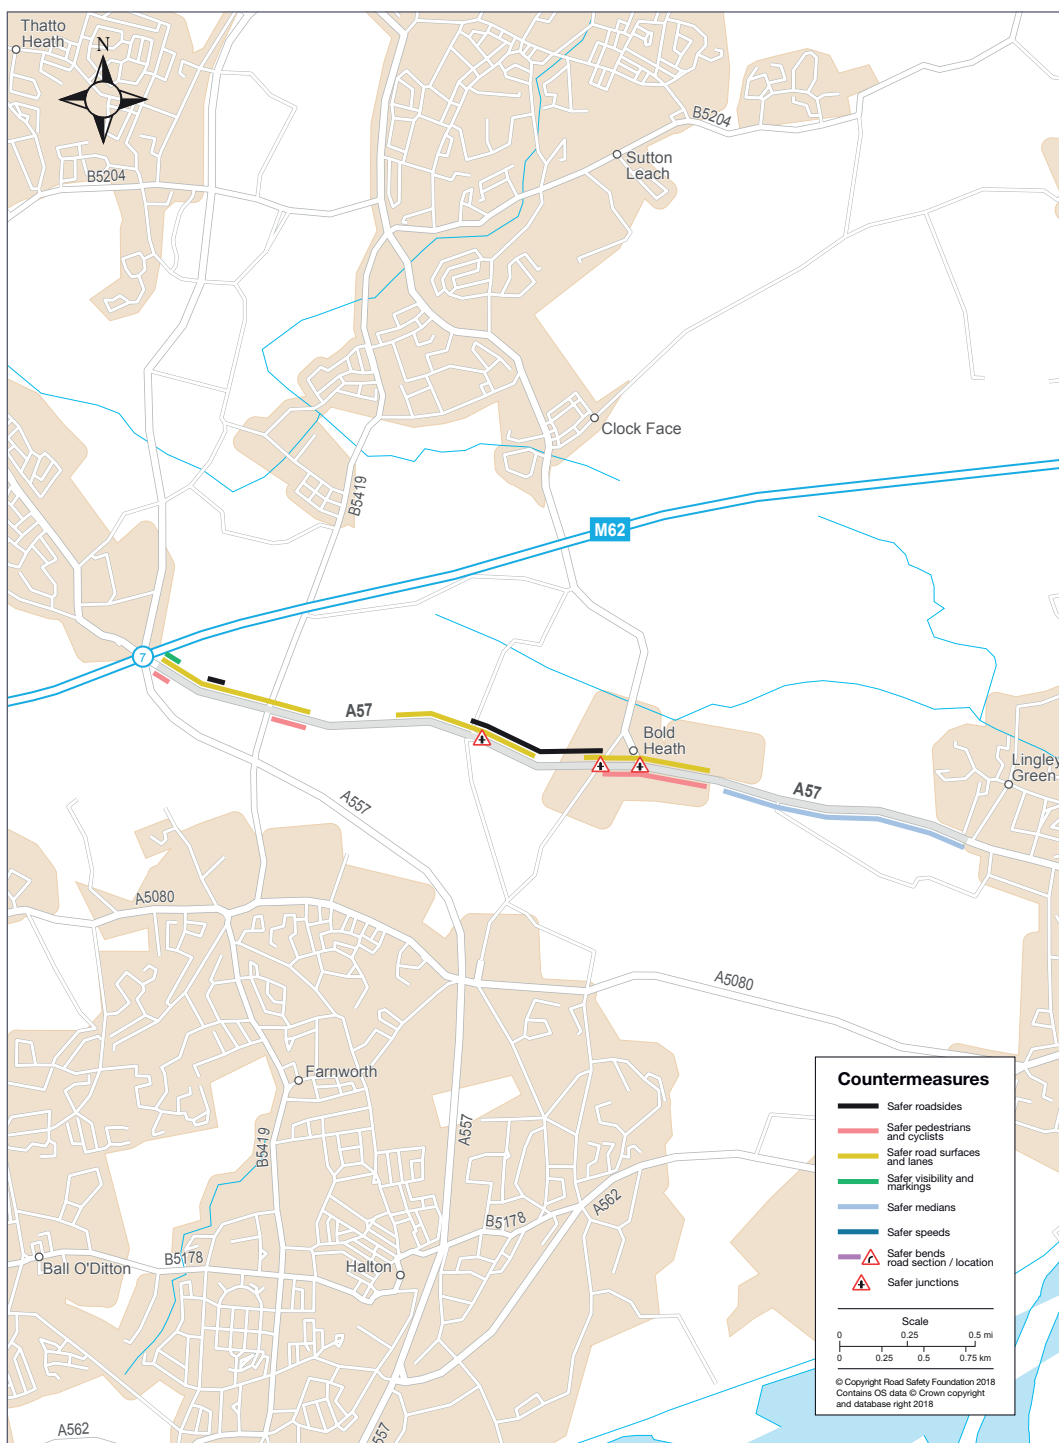 Thatto
Heath
N
B5204
B5204
Sutton
Leach
Clock Face
B5419
M62
7
A57
Bold
Heath
A57
Lingley
Green
A557
A5080
A5080
Farnworth
A557
B5419
A562
B5178
B5178
Ball O'Ditton
Halton
A562
557
Countermeasures
Safer roadsides
Safer pedestrians
and cyclists
Safer road surfaces
and lanes
Safer visibility and
markings
Safer medians
Safer speeds
Safer bends
road section / location
Safer junctions
Scale
0 0.25 0.5 mi
0 0.25 0.5 0.75 km
© Copyright Road Safety Foundation 2018
Contains OS data © Crown copyright
and database right 2018